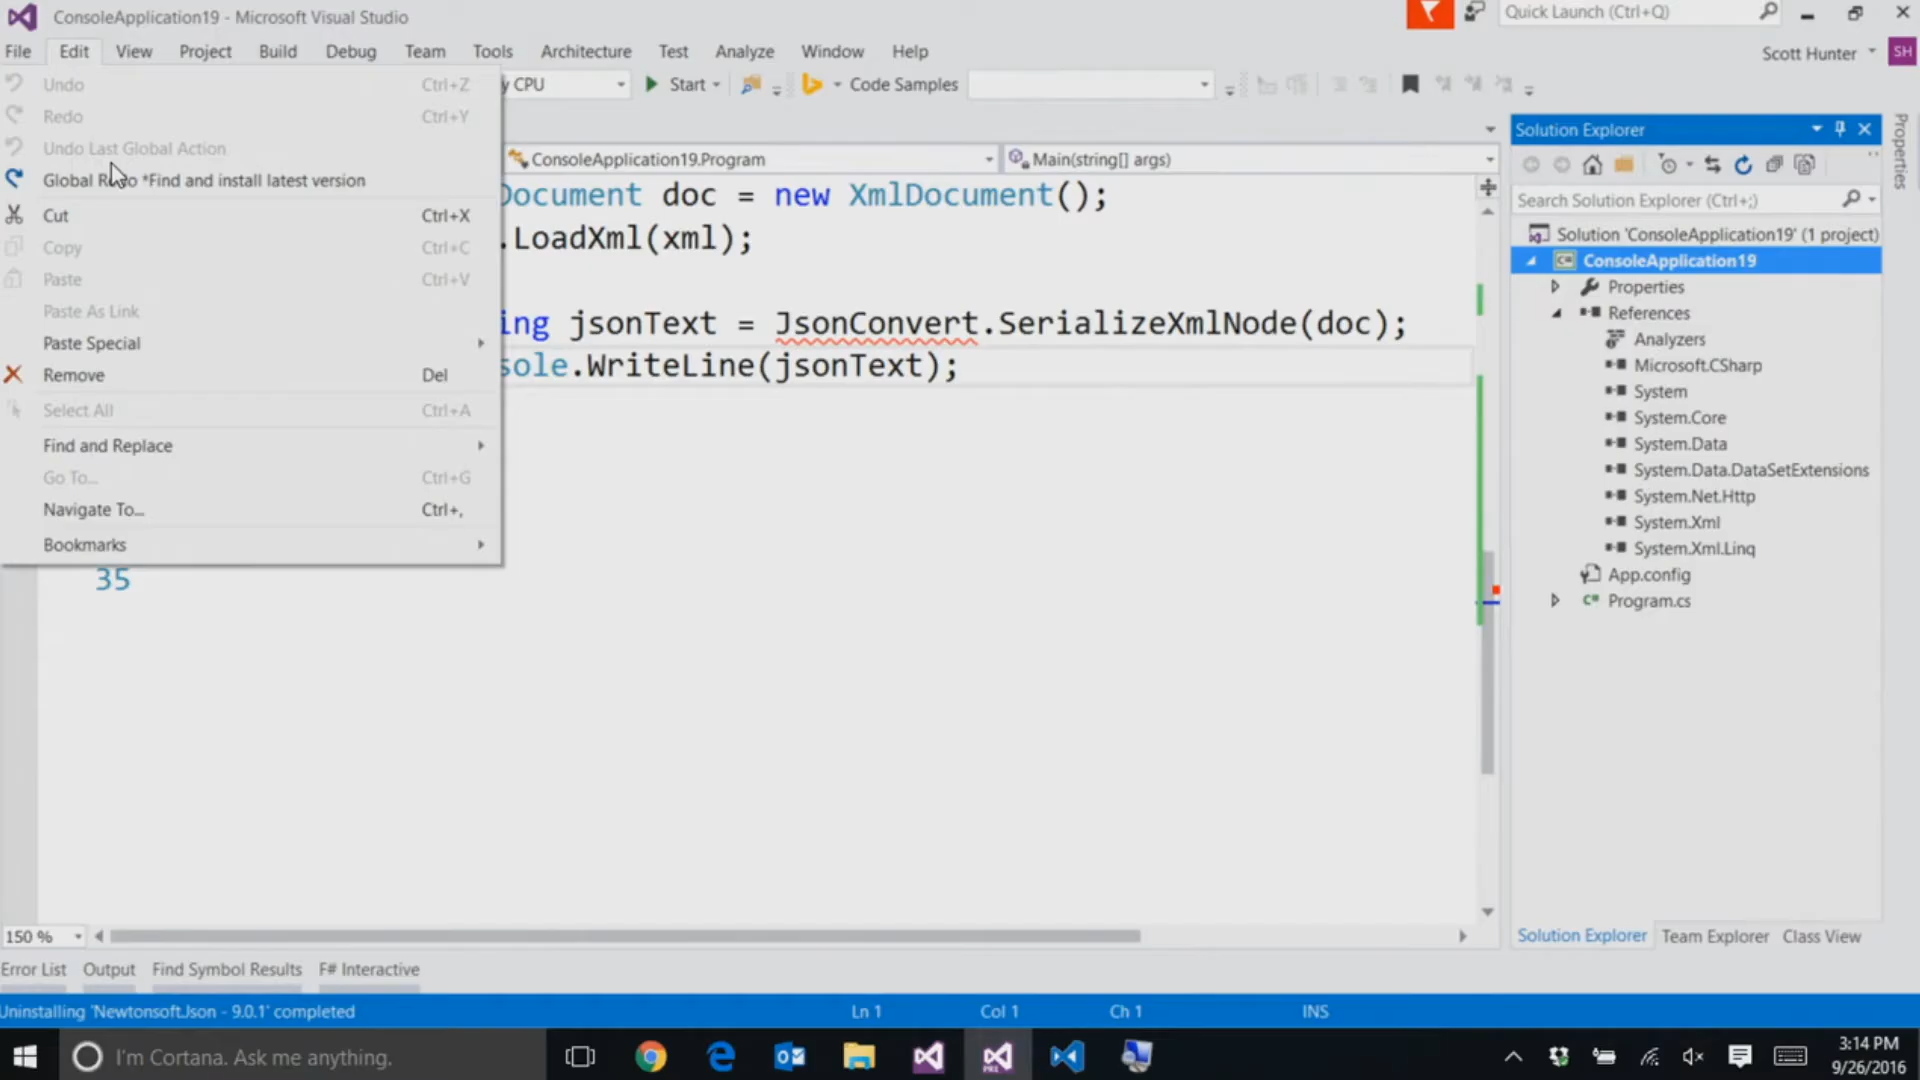 ConsoleApplication19 - Microsoft Visual Studio
Quick Launch (Ctrl+Q)
File Edit View Project Build Debug Team Tools Architecture Test Analyze Window Help
Scott Hunter SH
y CPU Start Code Samples
Undo Ctrl+Z
Redo Ctrl+Y
Undo Last Global Action
Global *Find and install latest version
Cut Ctrl+X
Copy Ctrl+C
Paste Ctrl+V
Paste As Link
Paste Special
Remove Del
Select All Ctrl+A
Find and Replace
Go To... Ctrl+G
Navigate To... Ctrl+,
Bookmarks
ConsoleApplication19.Program
Main(string[] args)
Document doc = new XmlDocument();
.LoadXml(xml);
ing jsonText = JsonConvert.SerializeXmlNode(doc);
sole.WriteLine(jsonText);
35
Solution Explorer
Search Solution Explorer (Ctrl+;)
Solution 'ConsoleApplication19' (1 project)
ConsoleApplication19
Properties
References
Analyzers
Microsoft.CSharp
System
System.Core
System.Data
System.Data.DataSetExtensions
System.Net.Http
System.Xml
System.Xml.Linq
App.config
C# Program.cs
Properties
150 %
Solution Explorer Team Explorer Class View
Error List Output Find Symbol Results F# Interactive
Uninstalling 'Newtonsoft.Json - 9.0.1' completed
Ln 1 Col 1 Ch 1 INS
I'm Cortana. Ask me anything.
PRE
3:14 PM
9/26/2016